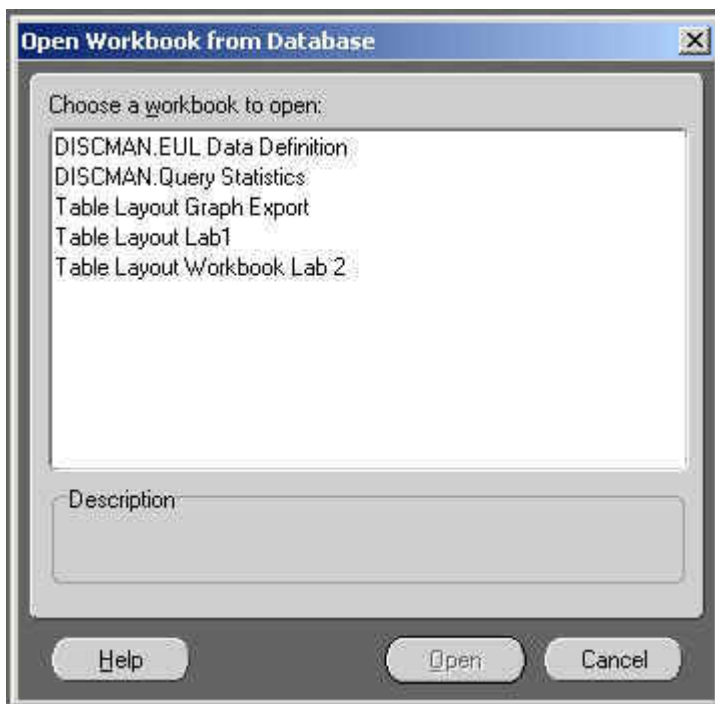 Open Workbook from Database
Choose a workbook to open:
DISCMAN.EUL Data Definition
DISCMAN.Query Statistics
Table Layout Graph Export
Table Layout Lab1
Table Layout Workbook Lab 2
Description
Help Open Cancel